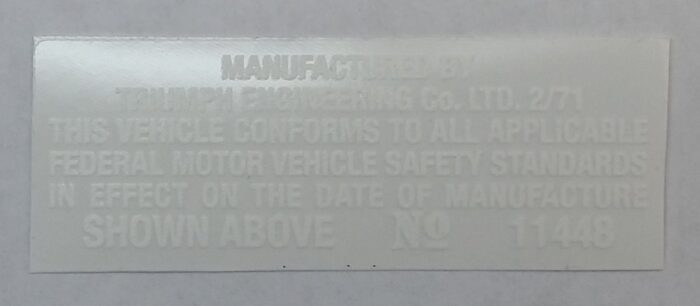 MANUFACTURED BY
TRIUMPH ENGINEERING Co. LTD. 2/71
THIS VEHICLE CONFORMS TO ALL APPLICABLE
FEDERAL MOTOR VEHICLE SAFETY STANDARDS
IN EFFECT ON THE DATE OF MANUFACTURE
SHOWN ABOVE No 11448